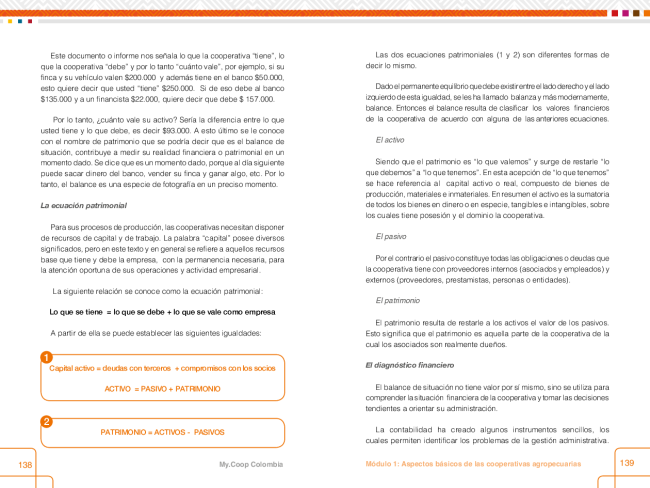 Este documento o informe nos señala lo que la cooperativa “tiene”, lo
que la cooperativa “debe” y por lo tanto “cuánto vale”, por ejemplo, si su
finca y su vehículo valen $200.000 y además tiene en el banco $50.000,
esto quiere decir que usted “tiene” $250.000. Si de eso debe al banco
$135.000 y a un financista $22.000, quiere decir que debe $ 157.000.
Por lo tanto, ¿cuánto vale su activo? Sería la diferencia entre lo que
usted tiene y lo que debe, es decir $93.000. A esto último se le conoce
con el nombre de patrimonio que se podría decir que es el balance de
situación, contribuye a medir su realidad financiera o patrimonial en un
momento dado. Se dice que es un momento dado, porque al día siguiente
puede sacar dinero del banco, vender su finca y ganar algo, etc. Por lo
tanto, el balance es una especie de fotografía en un preciso momento.
La ecuación patrimonial
Para sus procesos de producción, las cooperativas necesitan disponer
de recursos de capital y de trabajo. La palabra “capital” posee diversos
significados, pero en este texto y en general se refiere a aquellos recursos
base que tiene y debe la empresa, con la permanencia necesaria, para
la atención oportuna de sus operaciones y actividad empresarial.
La siguiente relación se conoce como la ecuación patrimonial:
Lo que se tiene = lo que se debe + lo que se vale como empresa
A partir de ella se puede establecer las siguientes igualdades:
1
Capital activo = deudas con terceros + compromisos con los socios
ACTIVO = PASIVO + PATRIMONIO
2
PATRIMONIO = ACTIVOS - PASIVOS
138
My.Coop Colombia
Las dos ecuaciones patrimoniales (1 y 2) son diferentes formas de
decir lo mismo.
Dado el permanente equilibro que debe existir entre el lado derecho y el lado
izquierdo de esta igualdad, se les ha llamado balanza y más modernamente,
balance. Entonces el balance resulta de clasificar los valores financieros
de la cooperativa de acuerdo con alguna de las anteriores ecuaciones.
El activo
Siendo que el patrimonio es “lo que valemos” y surge de restarle “lo
que debemos” a “lo que tenemos”. En esta acepción de “lo que tenemos”
se hace referencia al capital activo o real, compuesto de bienes de
producción, materiales e inmateriales. En resumen el activo es la sumatoria
de todos los bienes en dinero o en especie, tangibles e intangibles, sobre
los cuales tiene posesión y el dominio la cooperativa.
El pasivo
Por el contrario el pasivo constituye todas las obligaciones o deudas que
la cooperativa tiene con proveedores internos (asociados y empleados) y
externos (proveedores, prestamistas, personas o entidades).
El patrimonio
El patrimonio resulta de restarle a los activos el valor de los pasivos.
Esto significa que el patrimonio es aquella parte de la cooperativa de la
cual los asociados son realmente dueños.
El diagnóstico financiero
El balance de situación no tiene valor por sí mismo, sino se utiliza para
comprender la situación financiera de la cooperativa y tomar las decisiones
tendientes a orientar su administración.
La contabilidad ha creado algunos instrumentos sencillos, los
cuales permiten identificar los problemas de la gestión administrativa.
Módulo 1: Aspectos básicos de las cooperativas agropecuarias
139